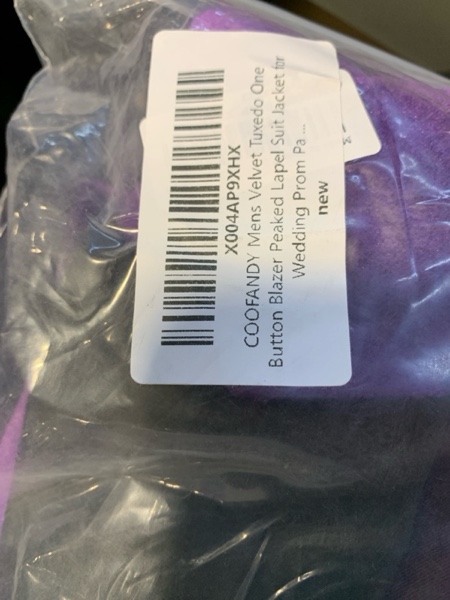 X004AP9XHX
COOFANDY Mens Velvet Tuxedo One
Button Blazer Peaked Lapel Suit Jacket for
Wedding Prom Pa ...
new